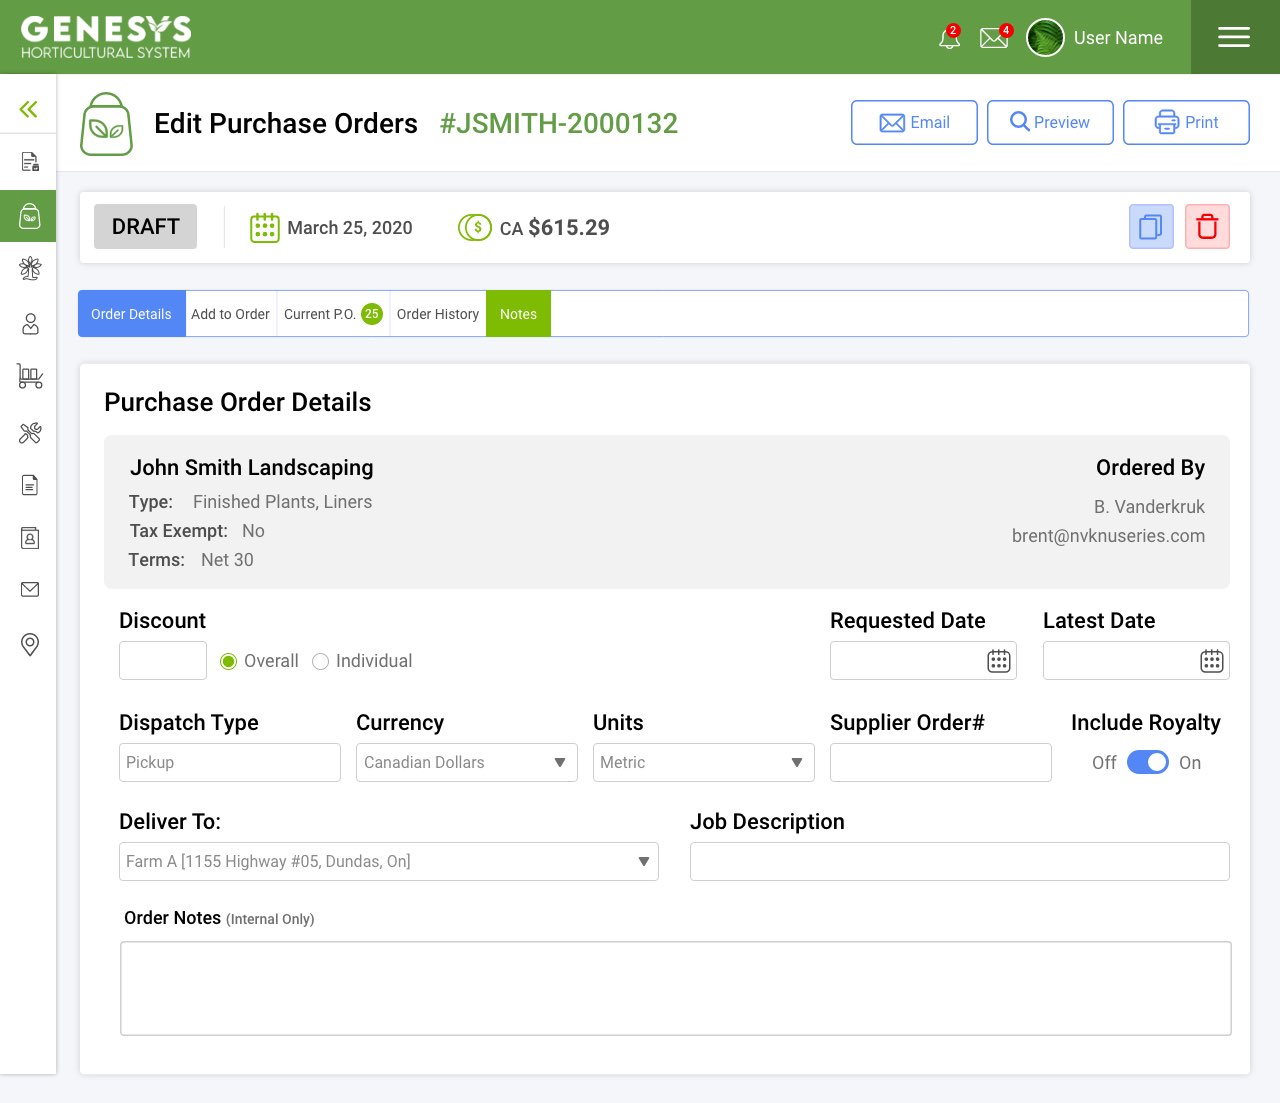 GENESYS
HORTICULTURAL SYSTEM
2
4
User Name
Edit Purchase Orders #JSMITH-2000132
Email
Preview
Print
DRAFT
March 25, 2020
$
CA $615.29
Order Details
Add to Order
Current P.O. 25
Order History
Notes
Purchase Order Details
John Smith Landscaping
Type: Finished Plants, Liners
Tax Exempt: No
Terms: Net 30
Ordered By
B. Vanderkruk
brent@nvknuseries.com
Discount
Overall
Individual
Requested Date
Latest Date
Dispatch Type
Pickup
Currency
Canadian Dollars
Units
Metric
Supplier Order#
Include Royalty
Off
On
Deliver To:
Farm A [1155 Highway #05, Dundas, On]
Job Description
Order Notes (Internal Only)